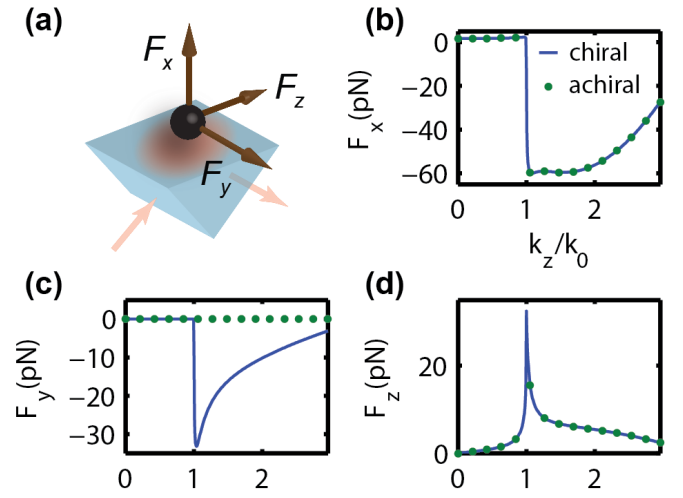 (a)
F_x
F_z
F_y
(b)
F_x(pN)
0
−20
−40
−60
chiral
achiral
0 1 2
k_z/k_0
(c)
F_y(pN)
0
−10
−20
−30
0 1 2
(d)
F_z(pN)
20
0
0 1 2